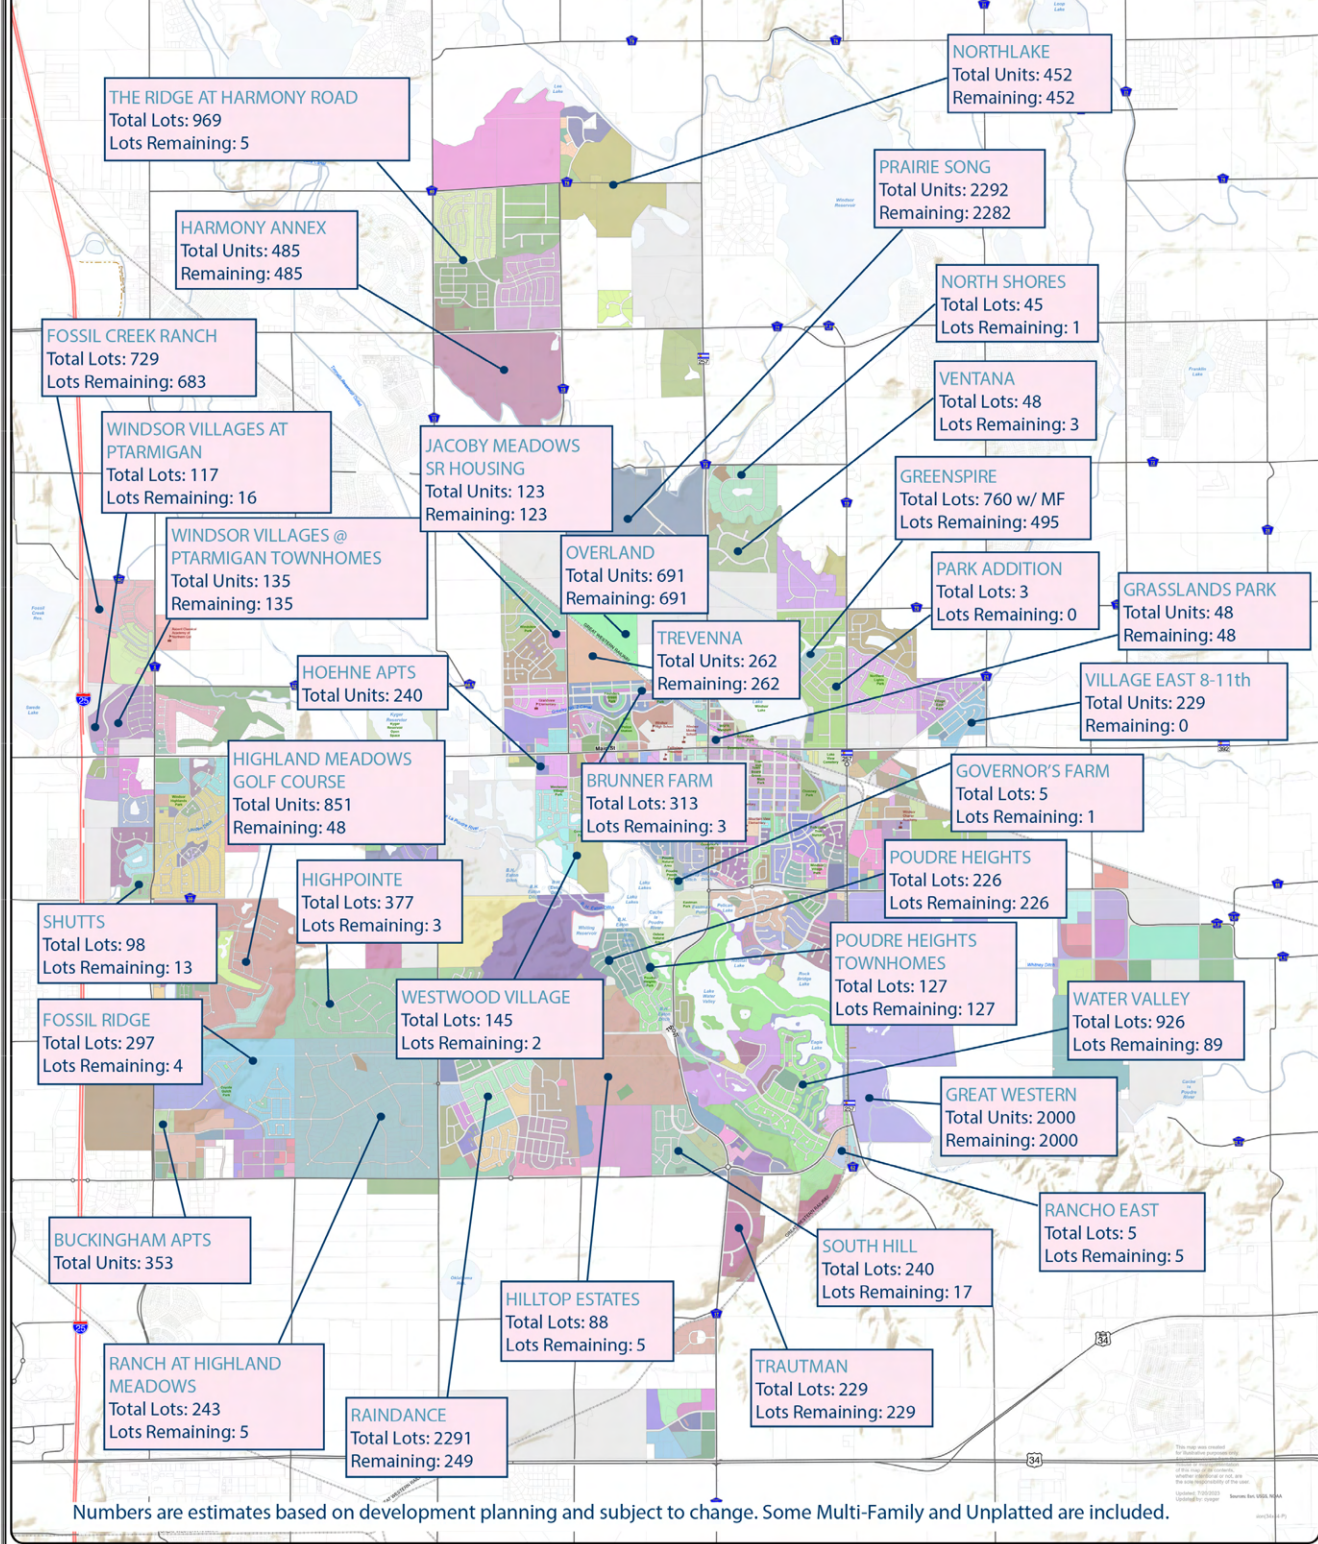 NORTHLAKE
Total Units: 452
Remaining: 452
THE RIDGE AT HARMONY ROAD
Total Lots: 969
Lots Remaining: 5
PRAIRIE SONG
Total Units: 2292
Remaining: 2282
HARMONY ANNEX
Total Units: 485
Remaining: 485
NORTH SHORES
Total Lots: 45
Lots Remaining: 1
FOSSIL CREEK RANCH
Total Lots: 729
Lots Remaining: 683
VENTANA
Total Lots: 48
Lots Remaining: 3
WINDSOR VILLAGES AT
PTARMIGAN
Total Lots: 117
Lots Remaining: 16
JACOBY MEADOWS
SR HOUSING
Total Units: 123
Remaining: 123
GREENSPIRE
Total Lots: 760 w/ MF
Lots Remaining: 495
WINDSOR VILLAGES @
PTARMIGAN TOWNHOMES
Total Units: 135
Remaining: 135
OVERLAND
Total Units: 691
Remaining: 691
PARK ADDITION
Total Lots: 3
Lots Remaining: 0
GRASSLANDS PARK
Total Units: 48
Remaining: 48
TREVENNA
Total Units: 262
Remaining: 262
HOEHNE APTS
Total Units: 240
VILLAGE EAST 8-11th
Total Units: 229
Remaining: 0
HIGHLAND MEADOWS
GOLF COURSE
Total Units: 851
Remaining: 48
BRUNNER FARM
Total Lots: 313
Lots Remaining: 3
GOVERNOR'S FARM
Total Lots: 5
Lots Remaining: 1
HIGHPOINTE
Total Lots: 377
Lots Remaining: 3
POUDRE HEIGHTS
Total Lots: 226
Lots Remaining: 226
SHUTTS
Total Lots: 98
Lots Remaining: 13
POUDRE HEIGHTS
TOWNHOMES
Total Lots: 127
Lots Remaining: 127
WESTWOOD VILLAGE
Total Lots: 145
Lots Remaining: 2
WATER VALLEY
Total Lots: 926
Lots Remaining: 89
FOSSIL RIDGE
Total Lots: 297
Lots Remaining: 4
GREAT WESTERN
Total Units: 2000
Remaining: 2000
RANCHO EAST
Total Lots: 5
Lots Remaining: 5
BUCKINGHAM APTS
Total Units: 353
SOUTH HILL
Total Lots: 240
Lots Remaining: 17
HILLTOP ESTATES
Total Lots: 88
Lots Remaining: 5
RANCH AT HIGHLAND
MEADOWS
Total Lots: 243
Lots Remaining: 5
TRAUTMAN
Total Lots: 229
Lots Remaining: 229
RAINDANCE
Total Lots: 2291
Remaining: 249
25
25
34
34
Main St
Windsor
Reservoir
Numbers are estimates based on development planning and subject to change. Some Multi-Family and Unplatted are included.